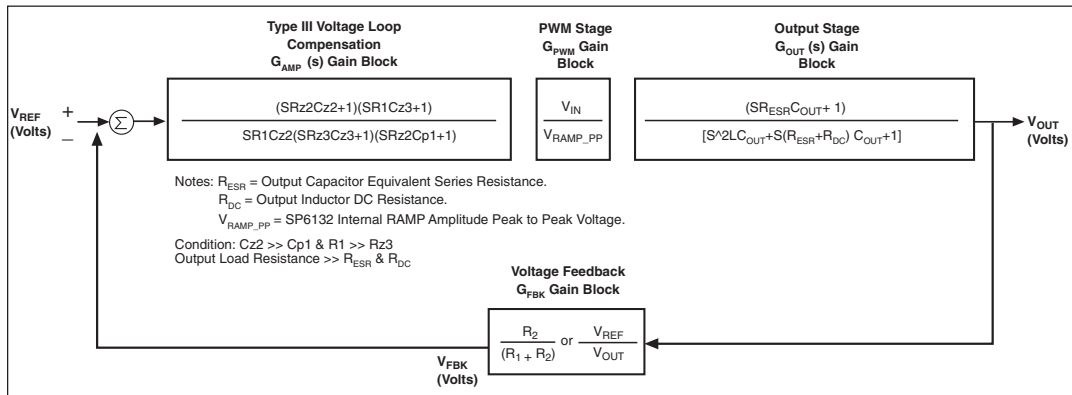 Type III Voltage Loop
Compensation
G_AMP (s) Gain Block
PWM Stage
G_PWM Gain
Block
Output Stage
G_OUT (s) Gain
Block
V_REF
(Volts)
+
−
Σ
(SRz2Cz2+1)(SR1Cz3+1)
SR1Cz2(SRz3Cz3+1)(SRz2Cp1+1)
V_IN
V_RAMP_PP
(SR_ESRC_OUT+ 1)
[S^2LC_OUT+S(R_ESR+R_DC) C_OUT+1]
V_OUT
(Volts)
Notes: R_ESR = Output Capacitor Equivalent Series Resistance.
R_DC = Output Inductor DC Resistance.
V_RAMP_PP = SP6132 Internal RAMP Amplitude Peak to Peak Voltage.
Condition: Cz2 >> Cp1 & R1 >> Rz3
Output Load Resistance >> R_ESR & R_DC
Voltage Feedback
G_FBK Gain Block
R_2
(R_1 + R_2)
or
V_REF
V_OUT
V_FBK
(Volts)